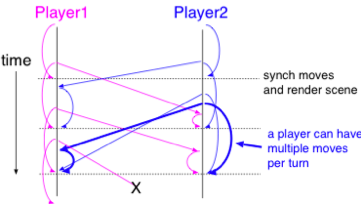 Player1
Player2
time
synch moves
and render scene
a player can have
multiple moves
per turn
X